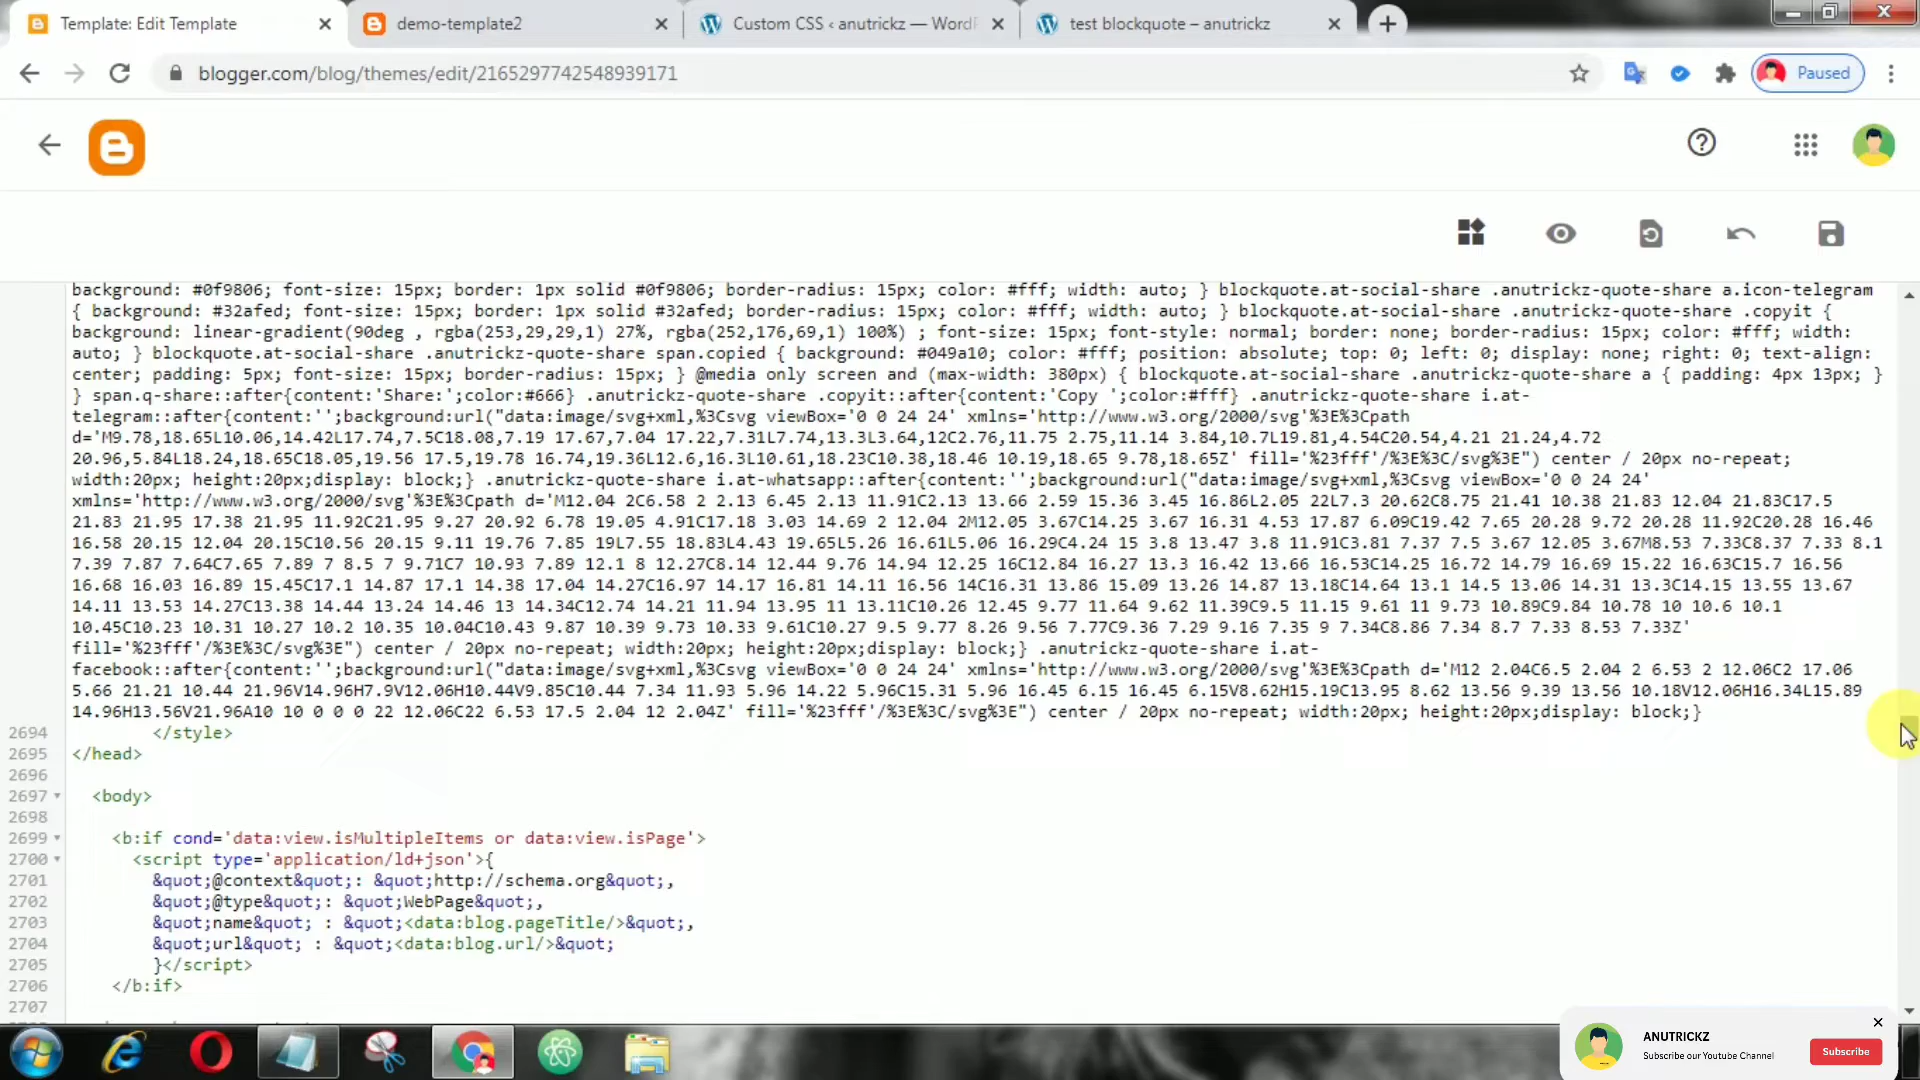 Template: Edit Template
demo-template2
Custom CSS ‹ anutrickz — WordP
test blockquote – anutrickz
blogger.com/blog/themes/edit/2165297742548939171
Paused
background: #0f9806; font-size: 15px; border: 1px solid #0f9806; border-radius: 15px; color: #fff; width: auto; } blockquote.at-social-share .anutrickz-quote-share a.icon-telegram
{ background: #32afed; font-size: 15px; border: 1px solid #32afed; border-radius: 15px; color: #fff; width: auto; } blockquote.at-social-share .anutrickz-quote-share .copyit {
background: linear-gradient(90deg , rgba(253,29,29,1) 27%, rgba(252,176,69,1) 100%) ; font-size: 15px; font-style: normal; border: none; border-radius: 15px; color: #fff; width:
auto; } blockquote.at-social-share .anutrickz-quote-share span.copied { background: #049a10; color: #fff; position: absolute; top: 0; left: 0; display: none; right: 0; text-align:
center; padding: 5px; font-size: 15px; border-radius: 15px; } @media only screen and (max-width: 380px) { blockquote.at-social-share .anutrickz-quote-share a { padding: 4px 13px; }
} span.q-share::after{content:'Share:';color:#666} .anutrickz-quote-share .copyit::after{content:'Copy ';color:#fff} .anutrickz-quote-share i.at-
telegram::after{content:'';background:url("data:image/svg+xml,%3Csvg viewBox='0 0 24 24' xmlns='http://www.w3.org/2000/svg'%3E%3Cpath
d='M9.78,18.65L10.06,14.42L17.74,7.5C18.08,7.19 17.67,7.04 17.22,7.31L7.74,13.3L3.64,12C2.76,11.75 2.75,11.14 3.84,10.7L19.81,4.54C20.54,4.21 21.24,4.72
20.96,5.84L18.24,18.65C18.05,19.56 17.5,19.78 16.74,19.36L12.6,16.3L10.61,18.23C10.38,18.46 10.19,18.65 9.78,18.65Z' fill='%23fff'/%3E%3C/svg%3E") center / 20px no-repeat;
width:20px; height:20px;display: block;} .anutrickz-quote-share i.at-whatsapp::after{content:'';background:url("data:image/svg+xml,%3Csvg viewBox='0 0 24 24'
xmlns='http://www.w3.org/2000/svg'%3E%3Cpath d='M12.04 2C6.58 2 2.13 6.45 2.13 11.91C2.13 13.66 2.59 15.36 3.45 16.86L2.05 22L7.3 20.62C8.75 21.41 10.38 21.83 12.04 21.83C17.5
21.83 21.95 17.38 21.95 11.92C21.95 9.27 20.92 6.78 19.05 4.91C17.18 3.03 14.69 2 12.04 2M12.05 3.67C14.25 3.67 16.31 4.53 17.87 6.09C19.42 7.65 20.28 9.72 20.28 11.92C20.28 16.46
16.58 20.15 12.04 20.15C10.56 20.15 9.11 19.76 7.85 19L7.55 18.83L4.43 19.65L5.26 16.61L5.06 16.29C4.24 15 3.8 13.47 3.8 11.91C3.81 7.37 7.5 3.67 12.05 3.67M8.53 7.33C8.37 7.33 8.1
7.39 7.87 7.64C7.65 7.89 7 8.5 7 9.71C7 10.93 7.89 12.1 8 12.27C8.14 12.44 9.76 14.94 12.25 16C12.84 16.27 13.3 16.42 13.66 16.53C14.25 16.72 14.79 16.69 15.22 16.63C15.7 16.56
16.68 16.03 16.89 15.45C17.1 14.87 17.1 14.38 17.04 14.27C16.97 14.17 16.81 14.11 16.56 14C16.31 13.86 15.09 13.26 14.87 13.18C14.64 13.1 14.5 13.06 14.31 13.3C14.15 13.55 13.67
14.11 13.53 14.27C13.38 14.44 13.24 14.46 13 14.34C12.74 14.21 11.94 13.95 11 13.11C10.26 12.45 9.77 11.64 9.62 11.39C9.5 11.15 9.61 11 9.73 10.89C9.84 10.78 10 10.6 10.1
10.45C10.23 10.31 10.27 10.2 10.35 10.04C10.43 9.87 10.39 9.73 10.33 9.61C10.27 9.5 9.77 8.26 9.56 7.77C9.36 7.29 9.16 7.35 9 7.34C8.86 7.34 8.7 7.33 8.53 7.33Z'
fill='%23fff'/%3E%3C/svg%3E") center / 20px no-repeat; width:20px; height:20px;display: block;} .anutrickz-quote-share i.at-
facebook::after{content:'';background:url("data:image/svg+xml,%3Csvg viewBox='0 0 24 24' xmlns='http://www.w3.org/2000/svg'%3E%3Cpath d='M12 2.04C6.5 2.04 2 6.53 2 12.06C2 17.06
5.66 21.21 10.44 21.96V14.96H7.9V12.06H10.44V9.85C10.44 7.34 11.93 5.96 14.22 5.96C15.31 5.96 16.45 6.15 16.45 6.15V8.62H15.19C13.95 8.62 13.56 9.39 13.56 10.18V12.06H16.34L15.89
14.96H13.56V21.96A10 10 0 0 0 22 12.06C22 6.53 17.5 2.04 12 2.04Z' fill='%23fff'/%3E%3C/svg%3E") center / 20px no-repeat; width:20px; height:20px;display: block;}
2694 </style>
2695 </head>
2696
2697 <body>
2698
2699 <b:if cond='data:view.isMultipleItems or data:view.isPage'>
2700 <script type='application/ld+json'>{
2701 &quot;@context&quot;: &quot;http://schema.org&quot;,
2702 &quot;@type&quot;: &quot;WebPage&quot;,
2703 &quot;name&quot; : &quot;<data:blog.pageTitle/>&quot;,
2704 &quot;url&quot; : &quot;<data:blog.url/>&quot;
2705 }</script>
2706 </b:if>
2707
ANUTRICKZ
Subscribe our Youtube Channel
Subscribe